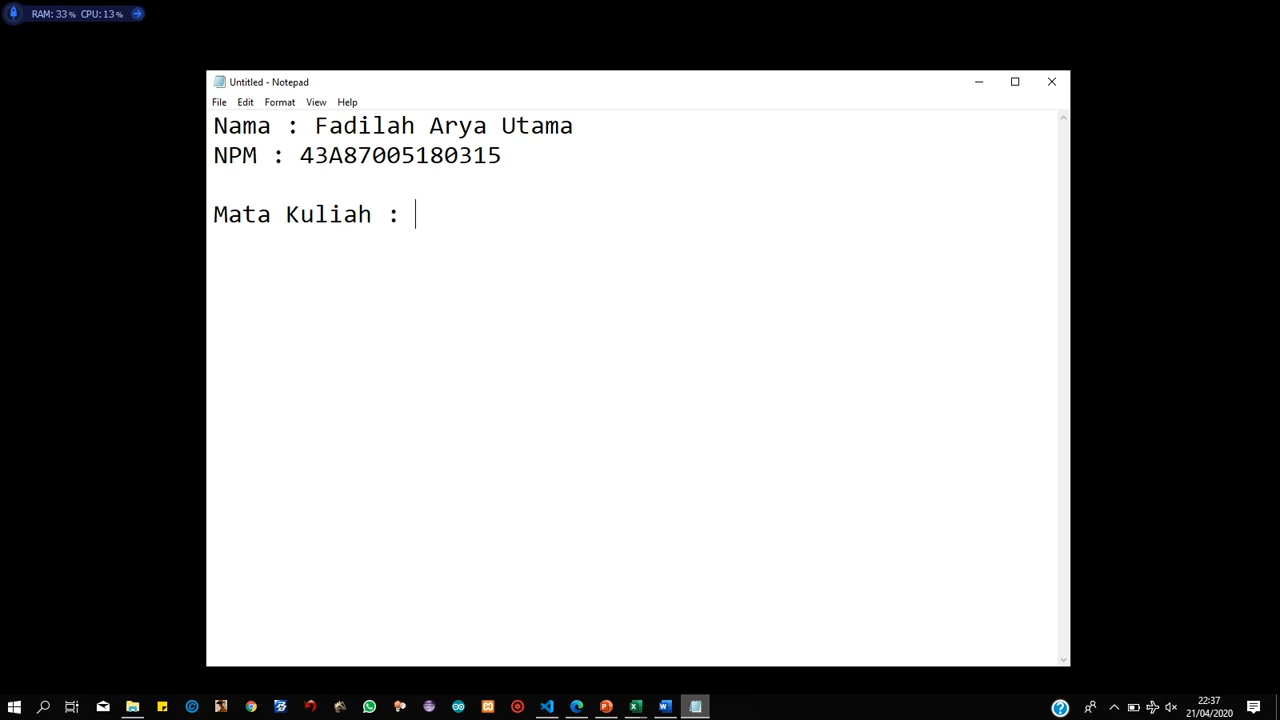 RAM: 33 % CPU: 13 %
Untitled - Notepad
File Edit Format View Help
Nama : Fadilah Arya Utama
NPM : 43A87005180315
Mata Kuliah :
22:37
21/04/2020